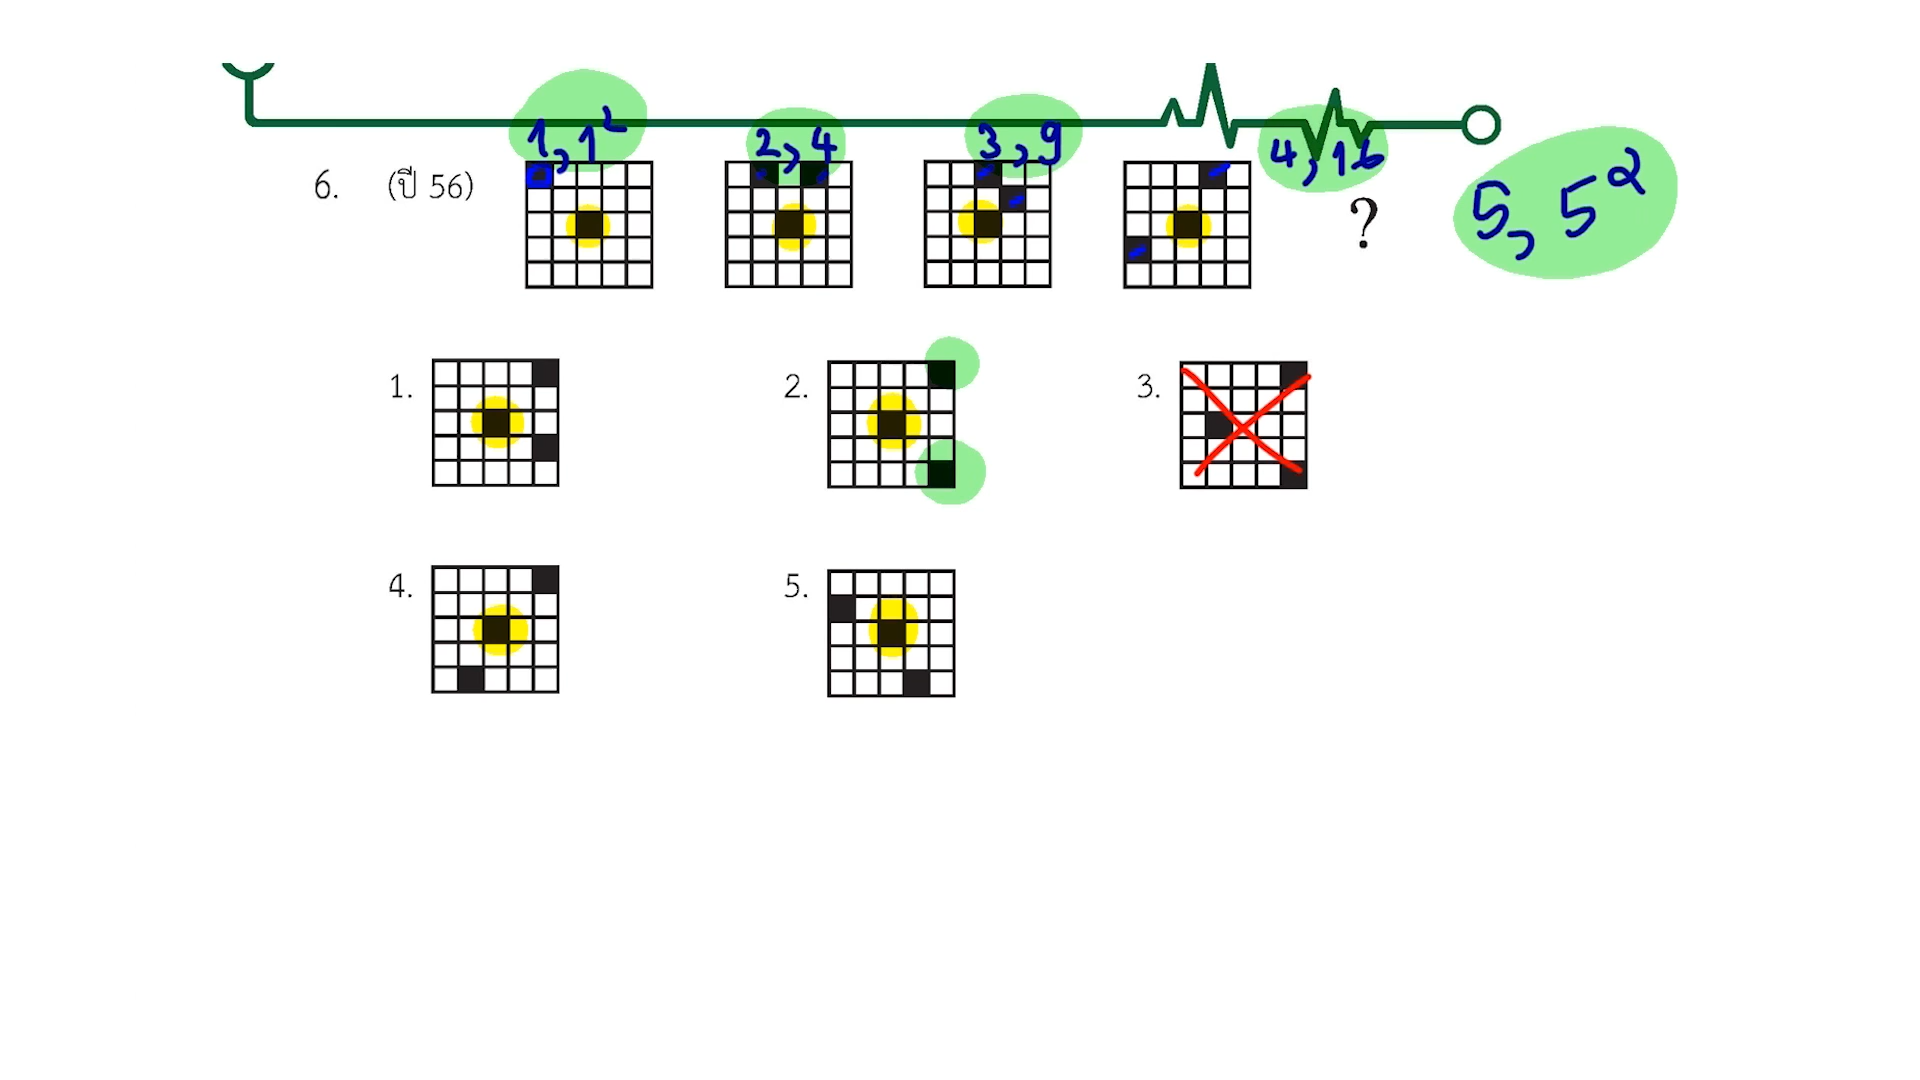 1, 1² 2, 4 3, 9 4, 16
6. (ปี 56) ? 5, 5²
1. 2. 3.
4. 5.